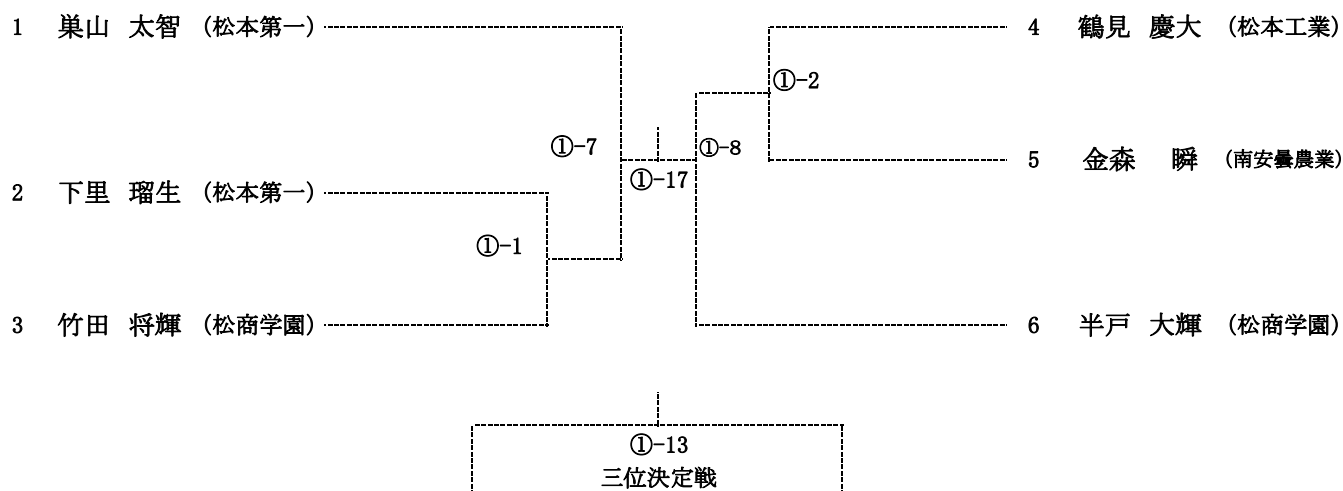 1 巣山 太智 (松本第一)
4 鶴見 慶大 (松本工業)
①-2
①-7
①-8
5 金森 瞬 (南安曇農業)
①-17
2 下里 瑠生 (松本第一)
①-1
3 竹田 将輝 (松商学園)
6 半戸 大輝 (松商学園)
①-13
三位決定戦